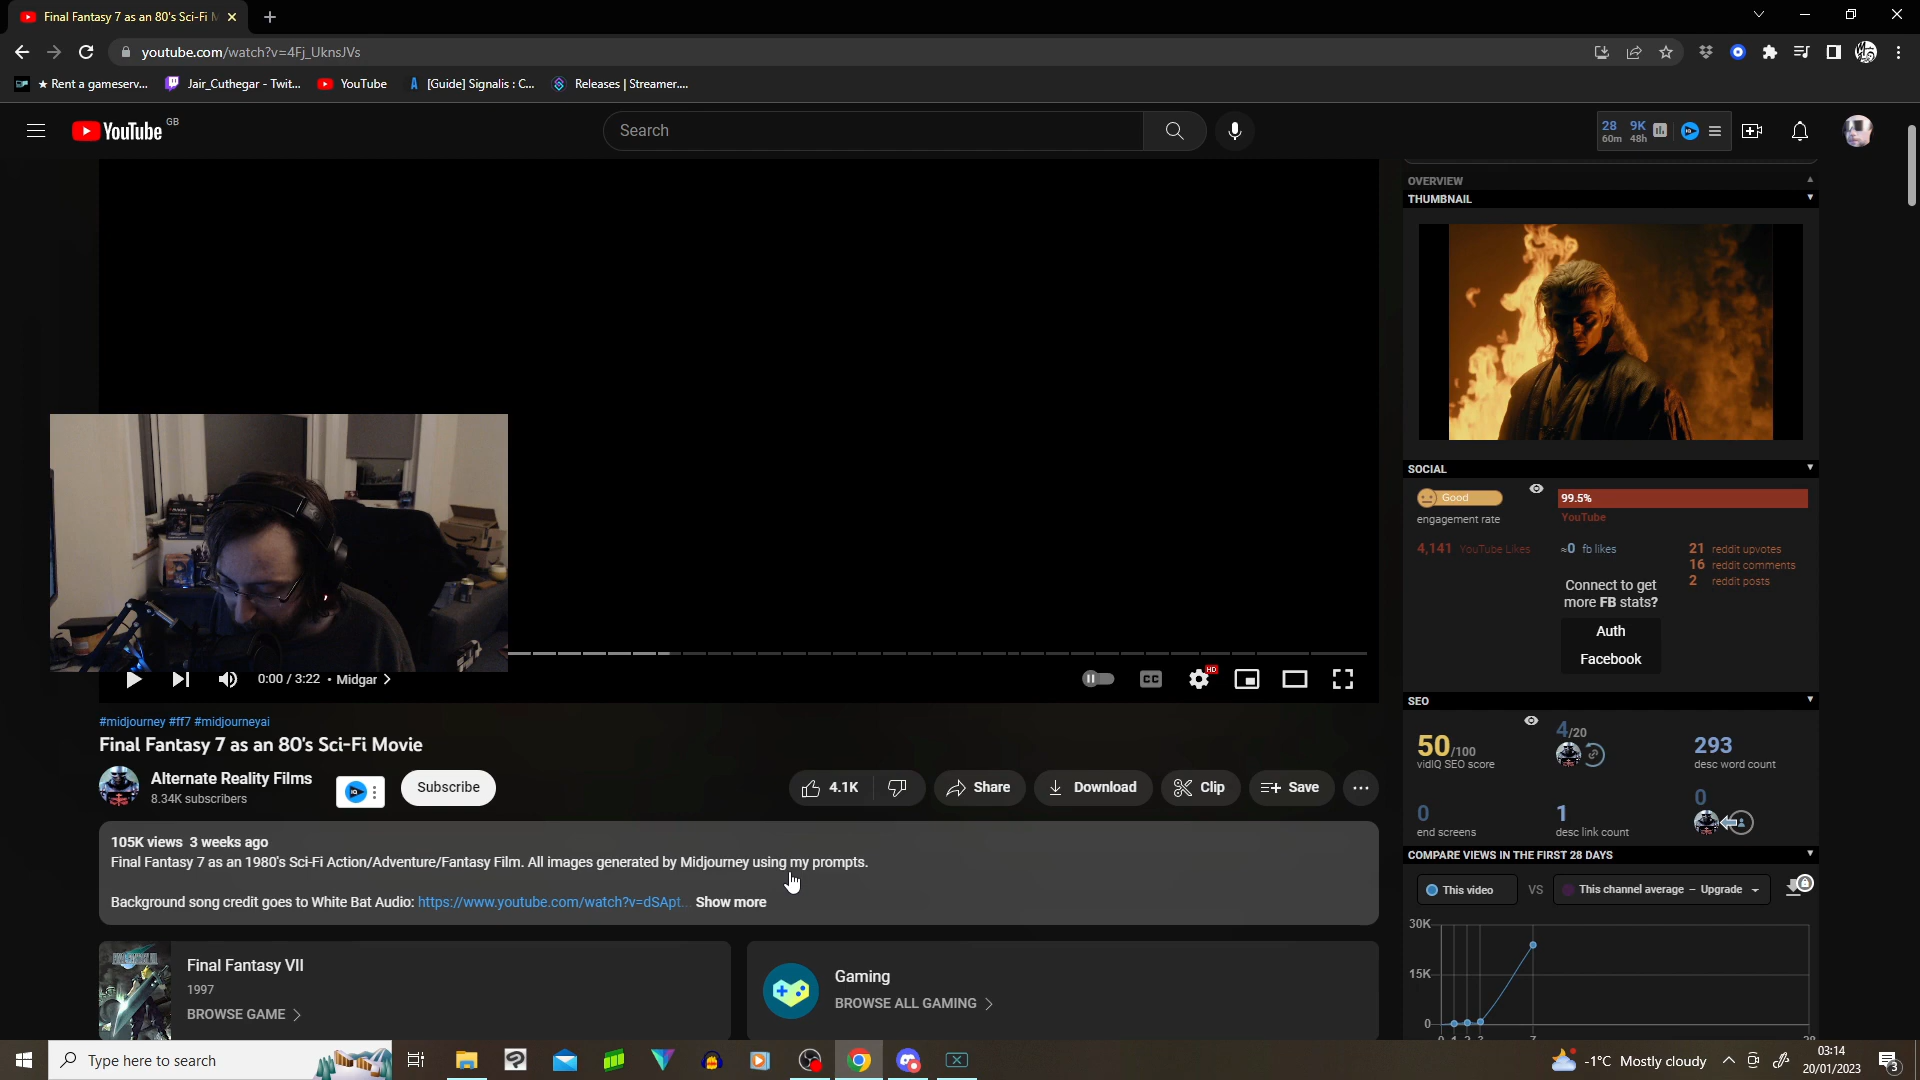 Final Fantasy 7 as an 80's Sci-Fi M
youtube.com/watch?v=4Fj_UknsJVs
★ Rent a gameserv...
Jair_Cuthegar - Twit...
YouTube
[Guide] Signalis : C...
Releases | Streamer....
YouTube GB
Search
28 60m
9K 48h
OVERVIEW
THUMBNAIL
SOCIAL
Good
99.5%
engagement rate
YouTube
4,141 YouTube Likes
≈0 fb likes
21 reddit upvotes
16 reddit comments
2 reddit posts
Connect to get
more FB stats?
Auth
Facebook
0:00 / 3:22 • Midgar
CC
HD
SEO
50/100
vidIQ SEO score
4/20
293
desc word count
0
end screens
1
desc link count
0
#midjourney #ff7 #midjourneyai
Final Fantasy 7 as an 80's Sci-Fi Movie
Alternate Reality Films
8.34K subscribers
Subscribe
4.1K
Share
Download
Clip
Save
105K views 3 weeks ago
Final Fantasy 7 as an 1980's Sci-Fi Action/Adventure/Fantasy Film. All images generated by Midjourney using my prompts.
Background song credit goes to White Bat Audio: https://www.youtube.com/watch?v=dSApt... Show more
COMPARE VIEWS IN THE FIRST 28 DAYS
This video
VS
This channel average – Upgrade
30K
15K
0
Final Fantasy VII
1997
BROWSE GAME
Gaming
BROWSE ALL GAMING
Type here to search
-1°C Mostly cloudy
03:14
20/01/2023
3